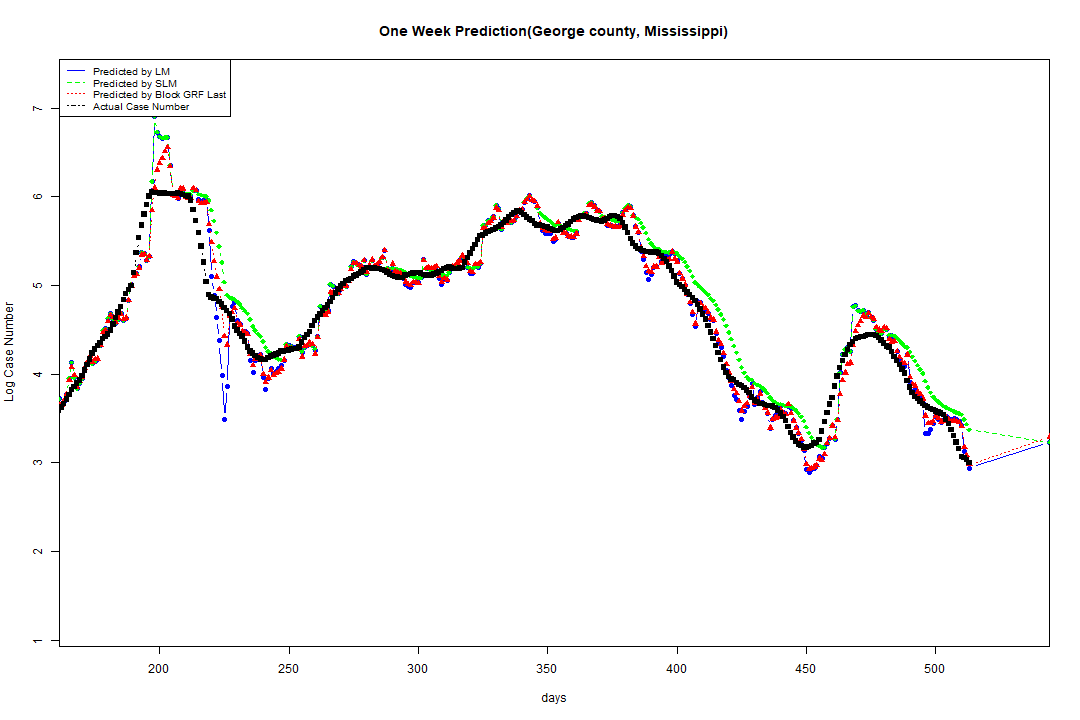 One Week Prediction(George county, Mississippi)
Predicted by LM
Predicted by SLM
Predicted by Block GRF Last
Actual Case Number
Log Case Number
7
6
5
4
3
2
1
200 250 300 350 400 450 500
days